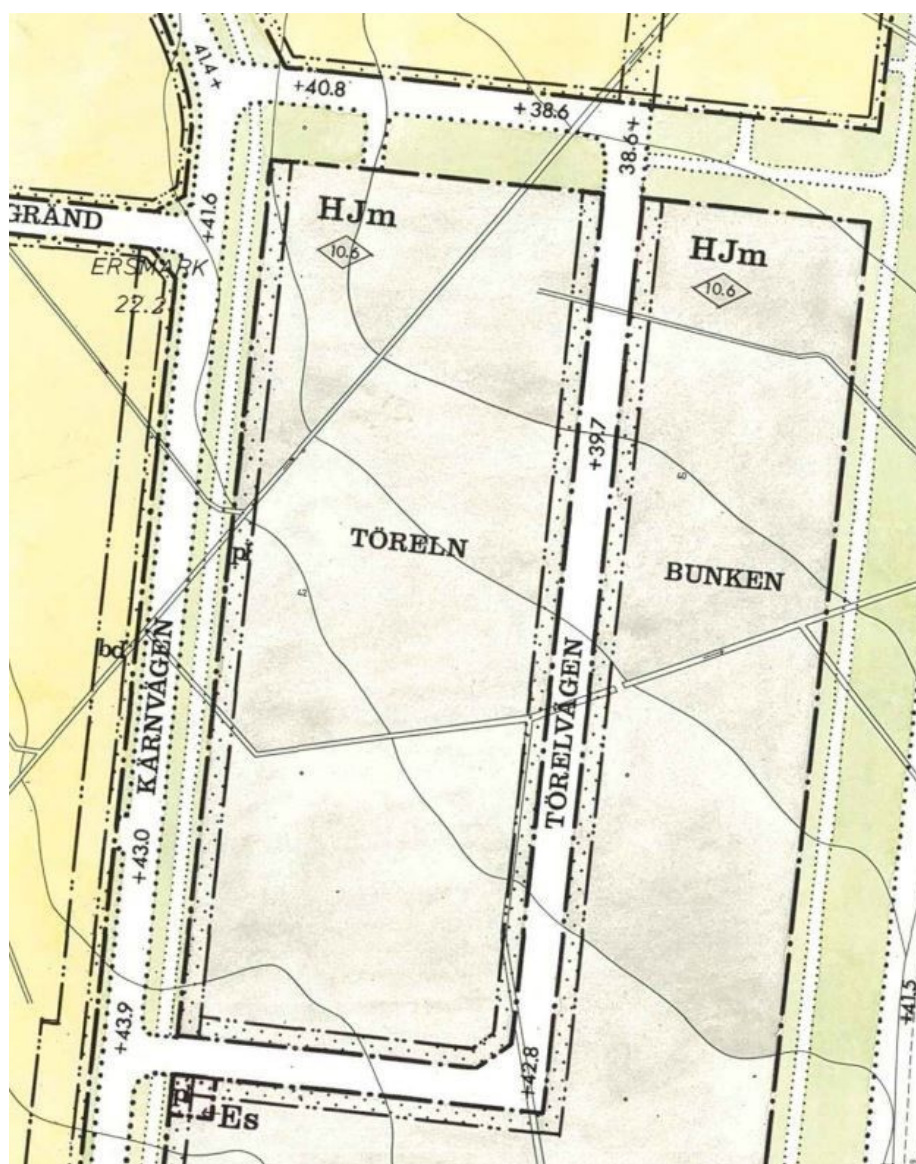 41.4+
+40.8
+38.6
38.6+
GRÄND
+41.6
HJm
10.6
HJm
10.6
ERSMARK
22.2
+39.7
TÖRELN
BUNKEN
pl
bd
KÄRNVÄGEN
TÖRELVÄGEN
+43.0
+43.9
+42.8
+41.5
Es